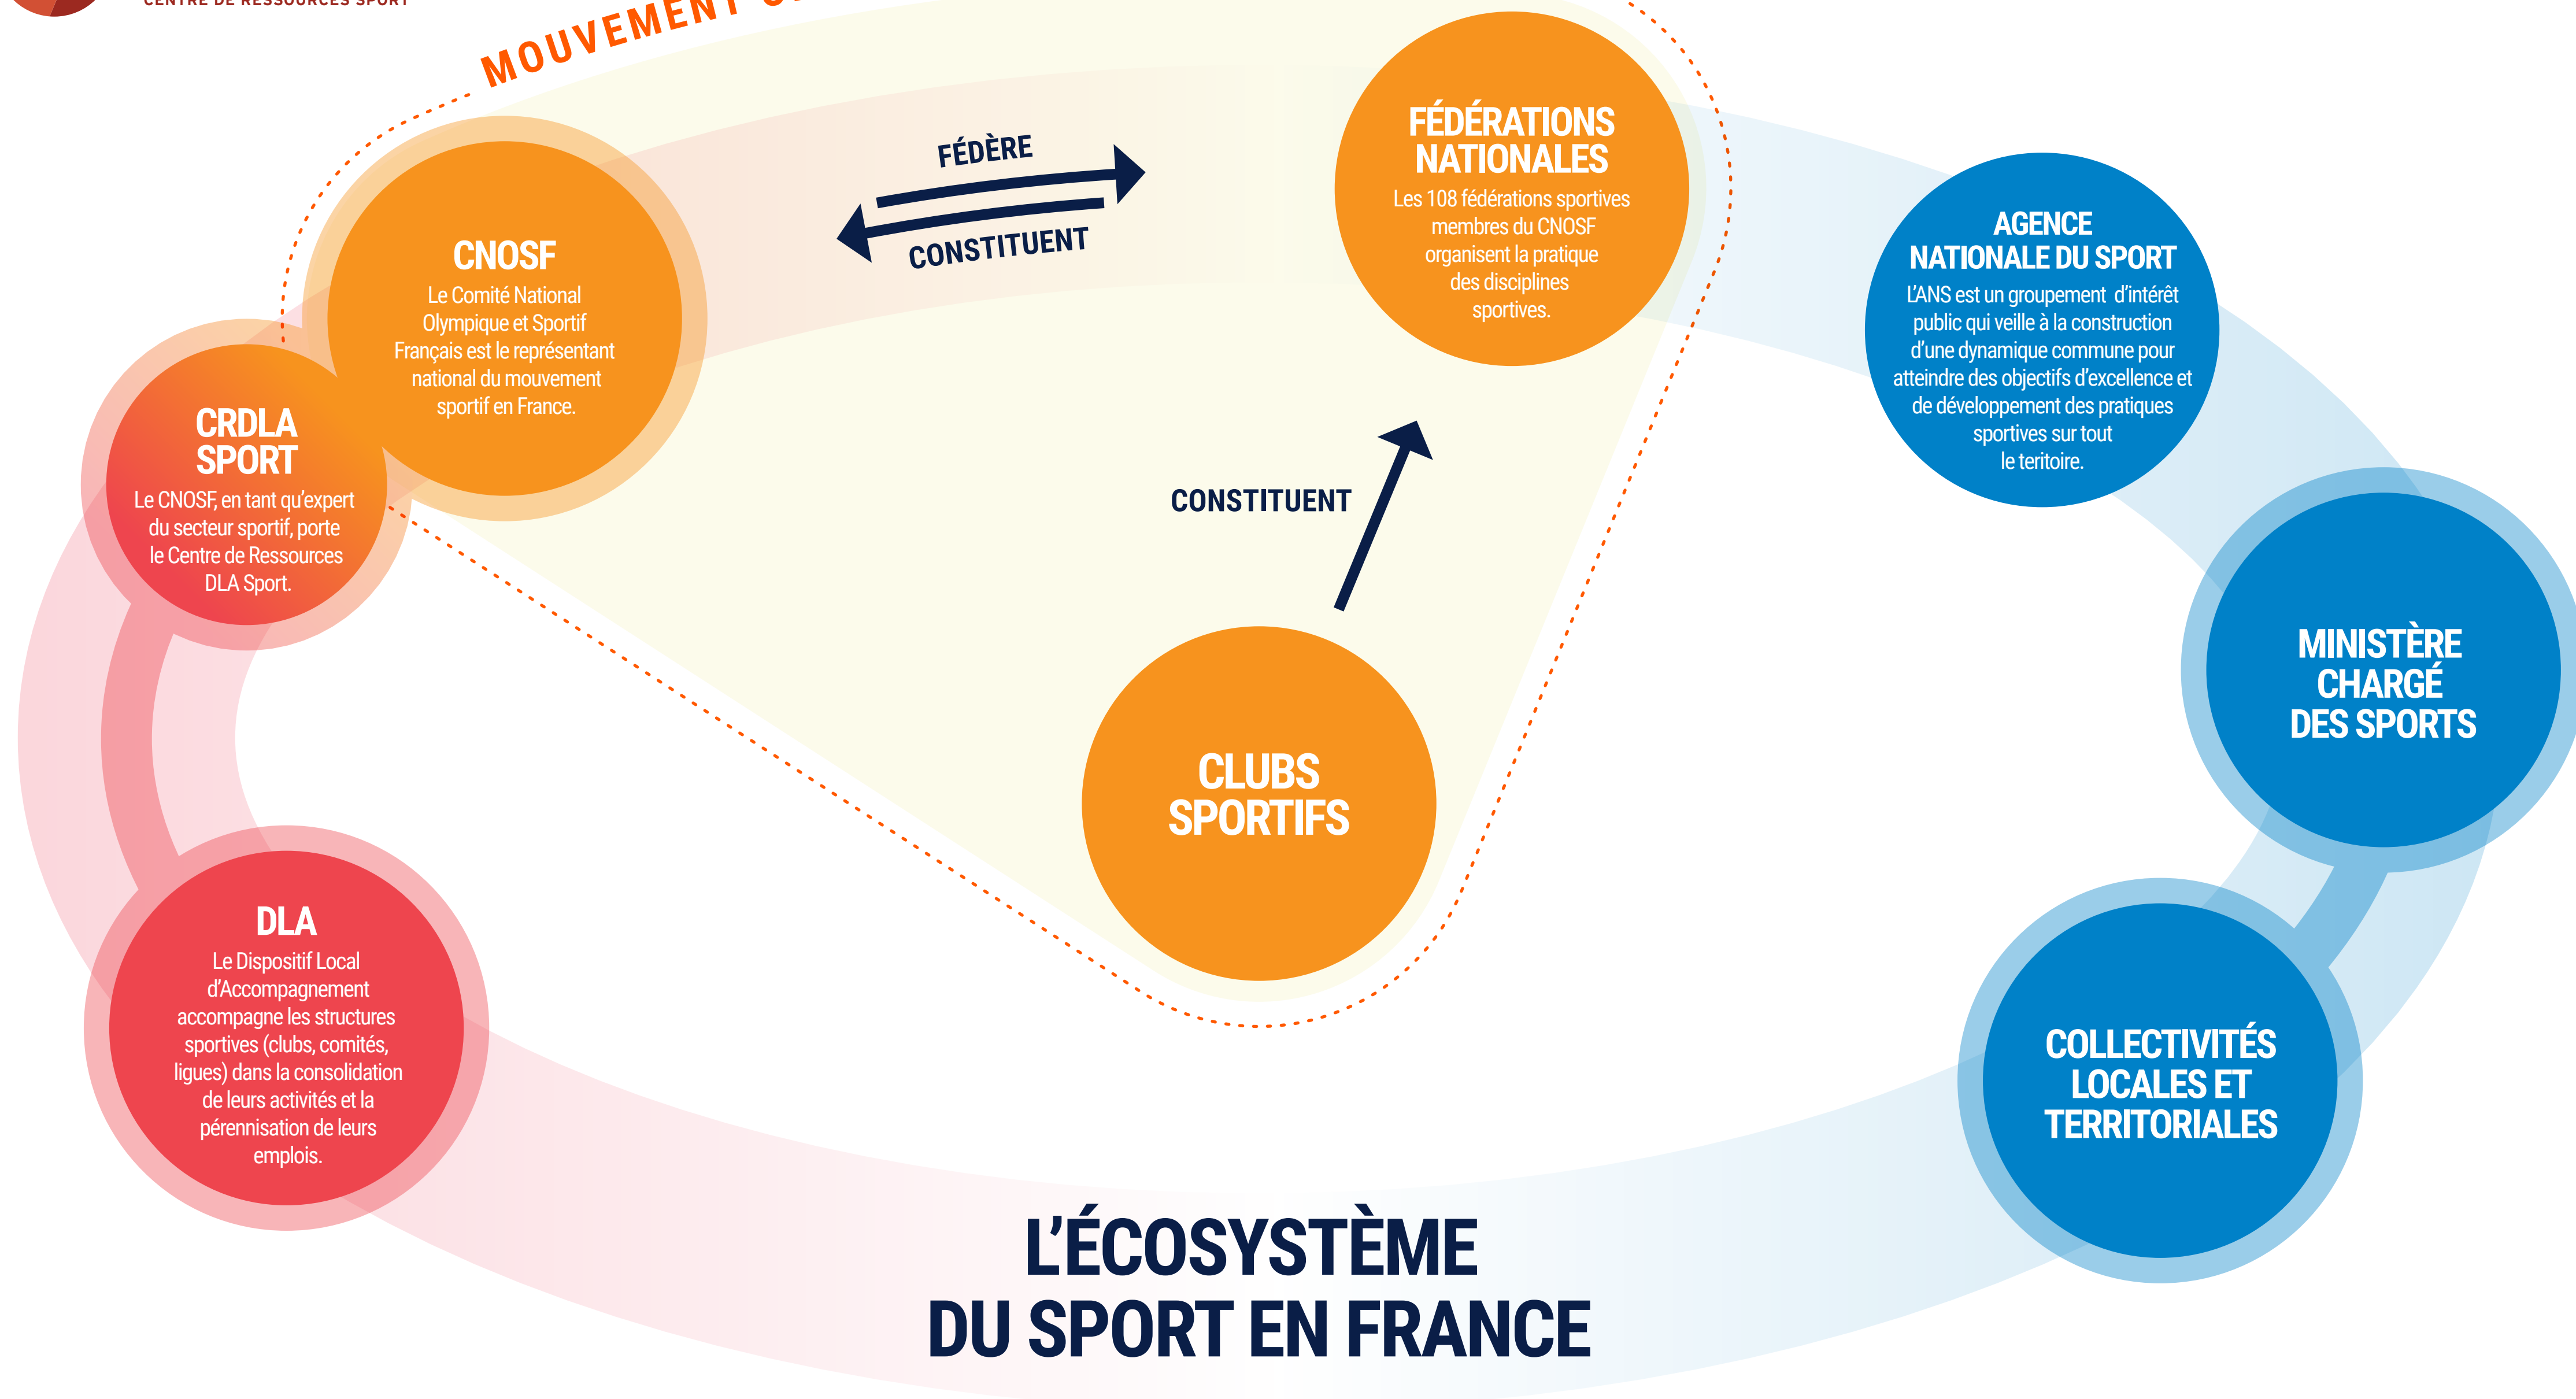 CENTRE DE RESSOURCES SPORT
MOUVEMENT
FÉDÈRE
CONSTITUENT
FÉDÉRATIONS
NATIONALES
Les 108 fédérations sportives
membres du CNOSF
organisent la pratique
des disciplines
sportives.
AGENCE
NATIONALE DU SPORT
L'ANS est un groupement d'intérêt
public qui veille à la construction
d'une dynamique commune pour
atteindre des objectifs d'excellence et
de développement des pratiques
sportives sur tout
le teritoire.
CNOSF
Le Comité National
Olympique et Sportif
Français est le représentant
national du mouvement
sportif en France.
CRDLA
SPORT
Le CNOSF, en tant qu'expert
du secteur sportif, porte
le Centre de Ressources
DLA Sport.
CONSTITUENT
MINISTÈRE
CHARGÉ
DES SPORTS
CLUBS
SPORTIFS
DLA
Le Dispositif Local
d'Accompagnement
accompagne les structures
sportives (clubs, comités,
ligues) dans la consolidation
de leurs activités et la
pérennisation de leurs
emplois.
COLLECTIVITÉS
LOCALES ET
TERRITORIALES
L'ÉCOSYSTÈME
DU SPORT EN FRANCE